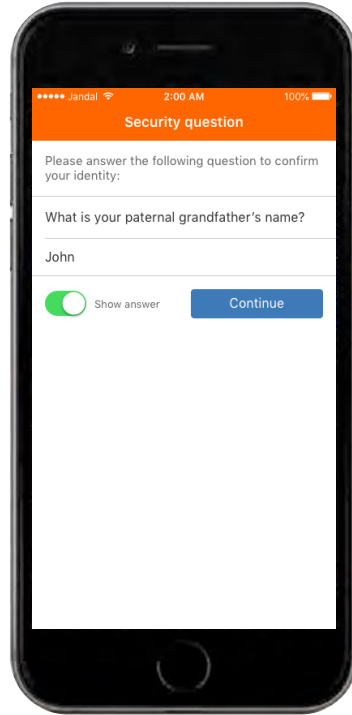 Jandal 2:00 AM 100%
Security question
Please answer the following question to confirm
your identity:
What is your paternal grandfather's name?
John
Show answer Continue